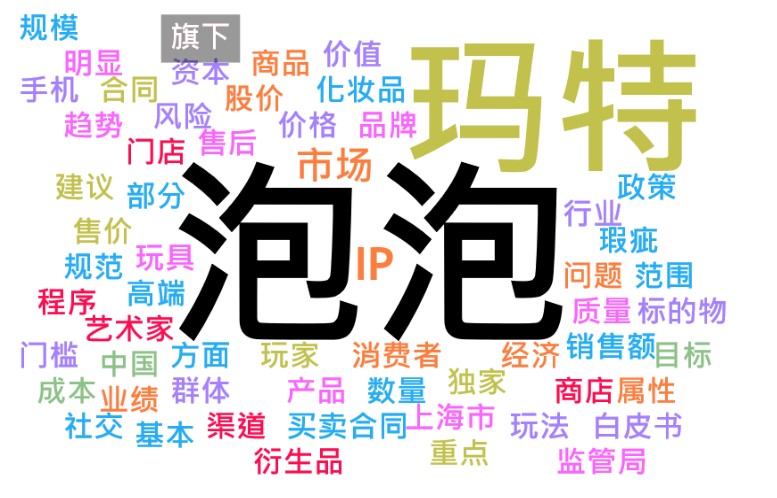 规模
旗下
明显
资本
商品
价值
玛特
手机
合同
股价
化妆品
趋势
风险
售后
价格
品牌
门店
市场
建议
部分
政策
泡泡
行业
售价
瑕疵
规范
玩具
IP
问题
范围
程序
高端
质量
标的物
艺术家
门槛
中国
方面
玩家
消费者
经济
销售额
目标
成本
业绩
群体
产品
数量
独家
商店
属性
社交
基本
渠道
买卖合同
上海市
玩法
白皮书
衍生品
重点
监管局